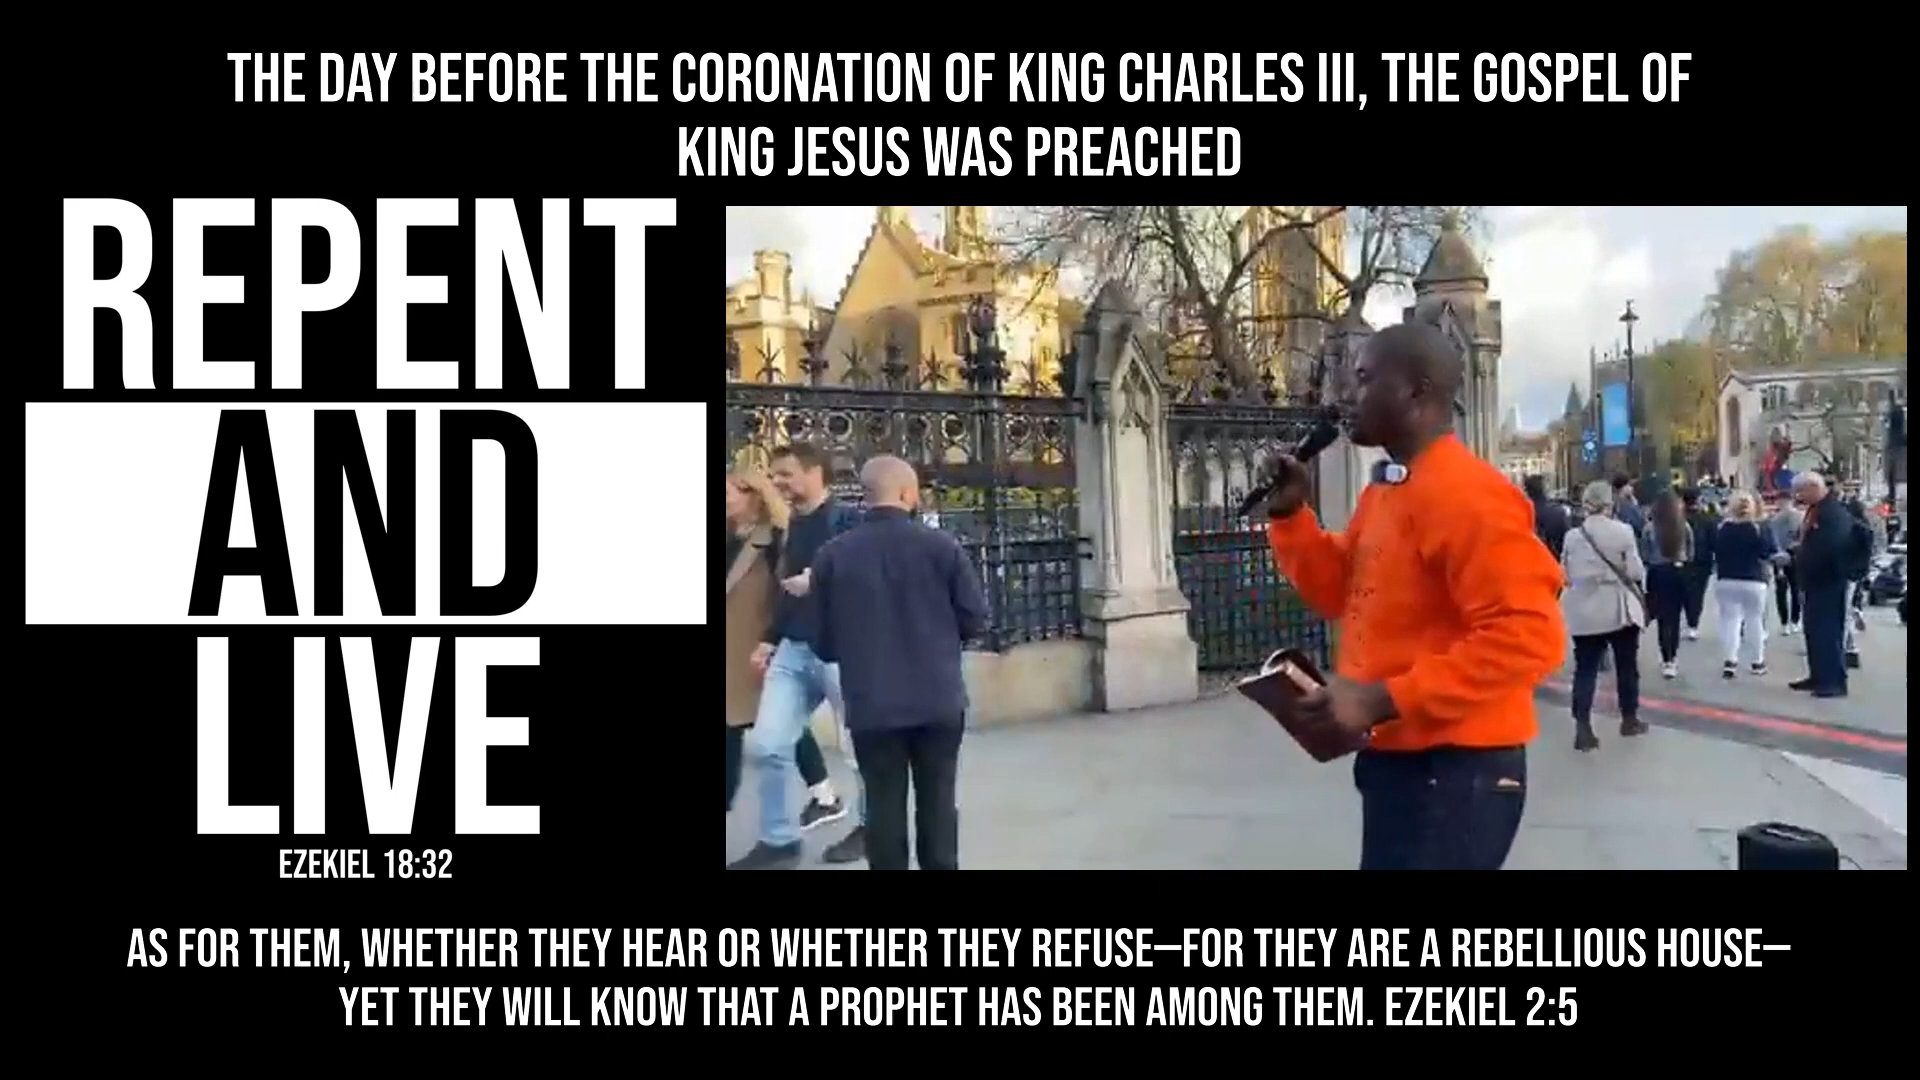 THE DAY BEFORE THE CORONATION OF KING CHARLES III, THE GOSPEL OF
KING JESUS WAS PREACHED
REPENT
AND
LIVE
EZEKIEL 18:32
AS FOR THEM, WHETHER THEY HEAR OR WHETHER THEY REFUSE—FOR THEY ARE A REBELLIOUS HOUSE—
YET THEY WILL KNOW THAT A PROPHET HAS BEEN AMONG THEM. EZEKIEL 2:5